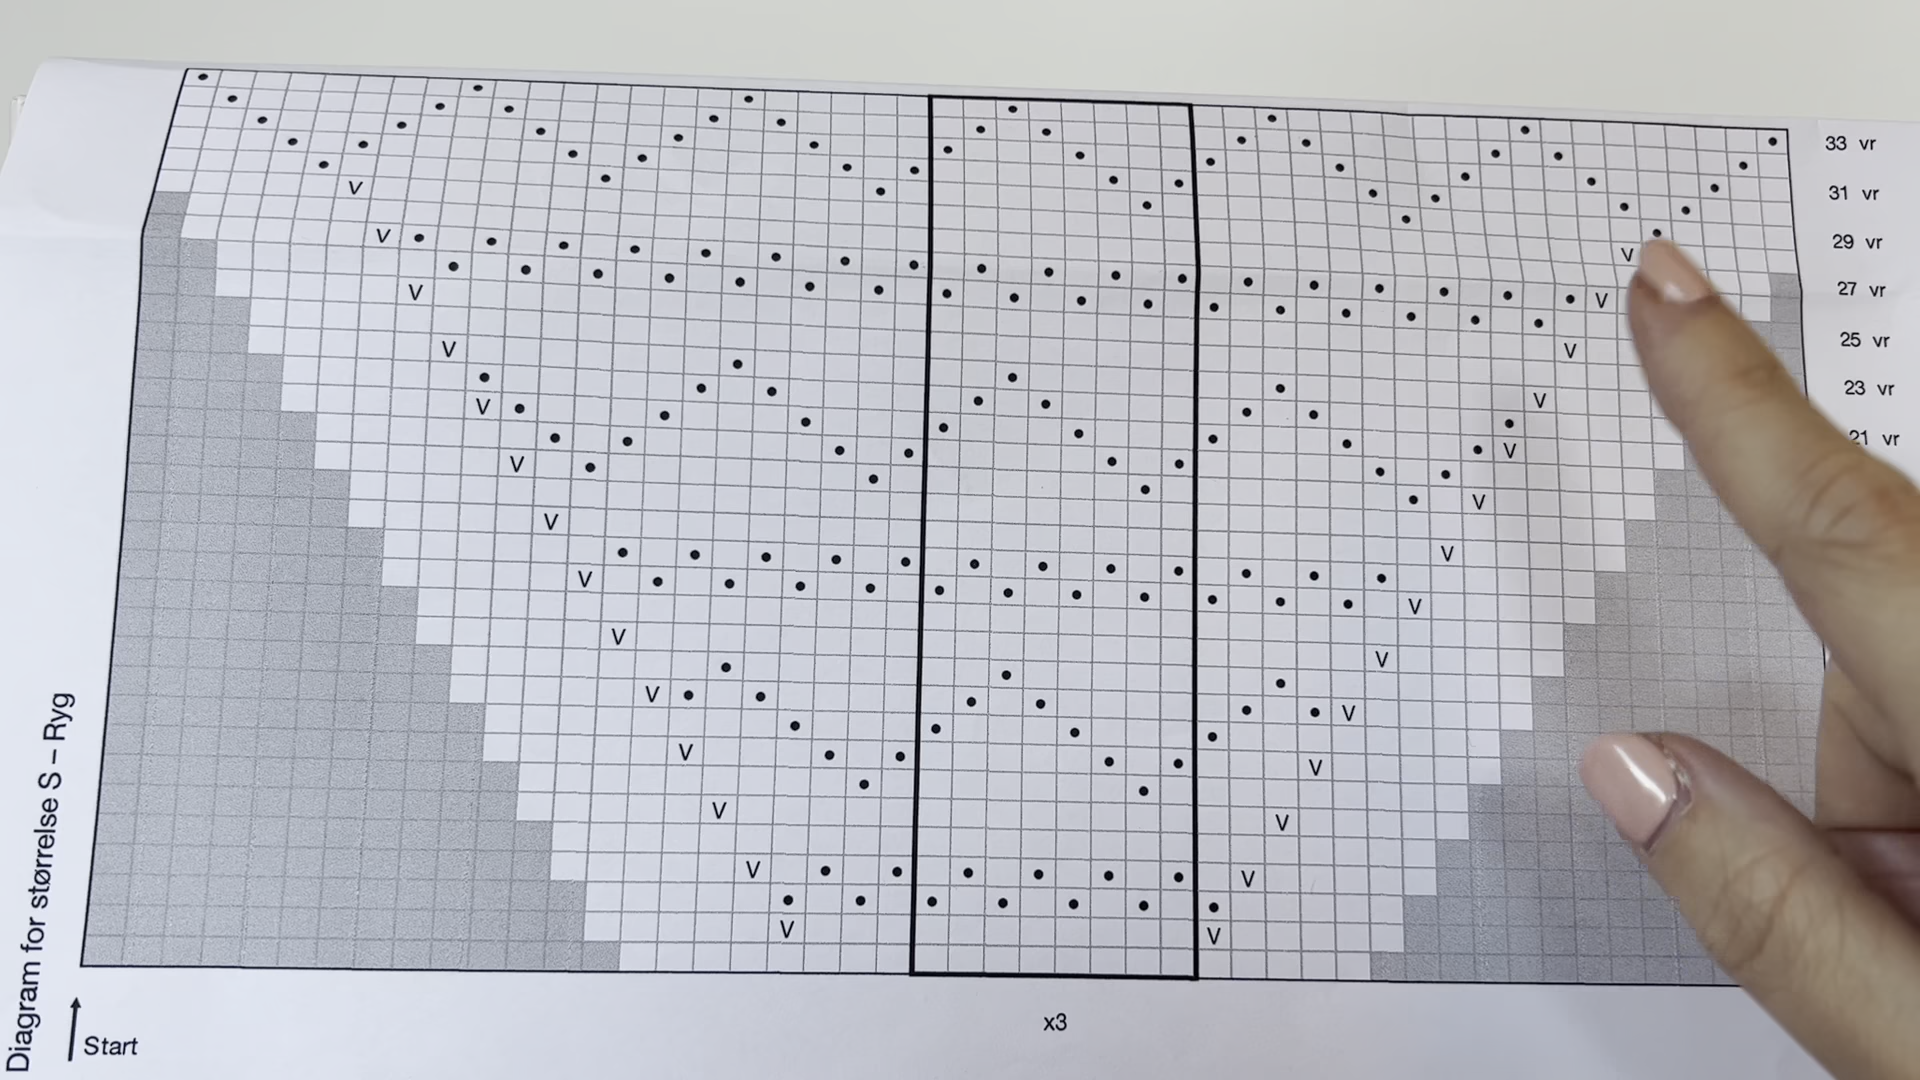 33 vr
31 vr
29 vr
27 vr
25 vr
23 vr
21 vr
Diagram for størrelse S – Ryg
Start
x3